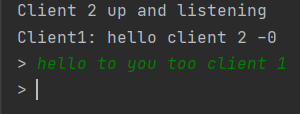 Client 2 up and listening
Client1: hello client 2 -0
> hello to you too client 1
>